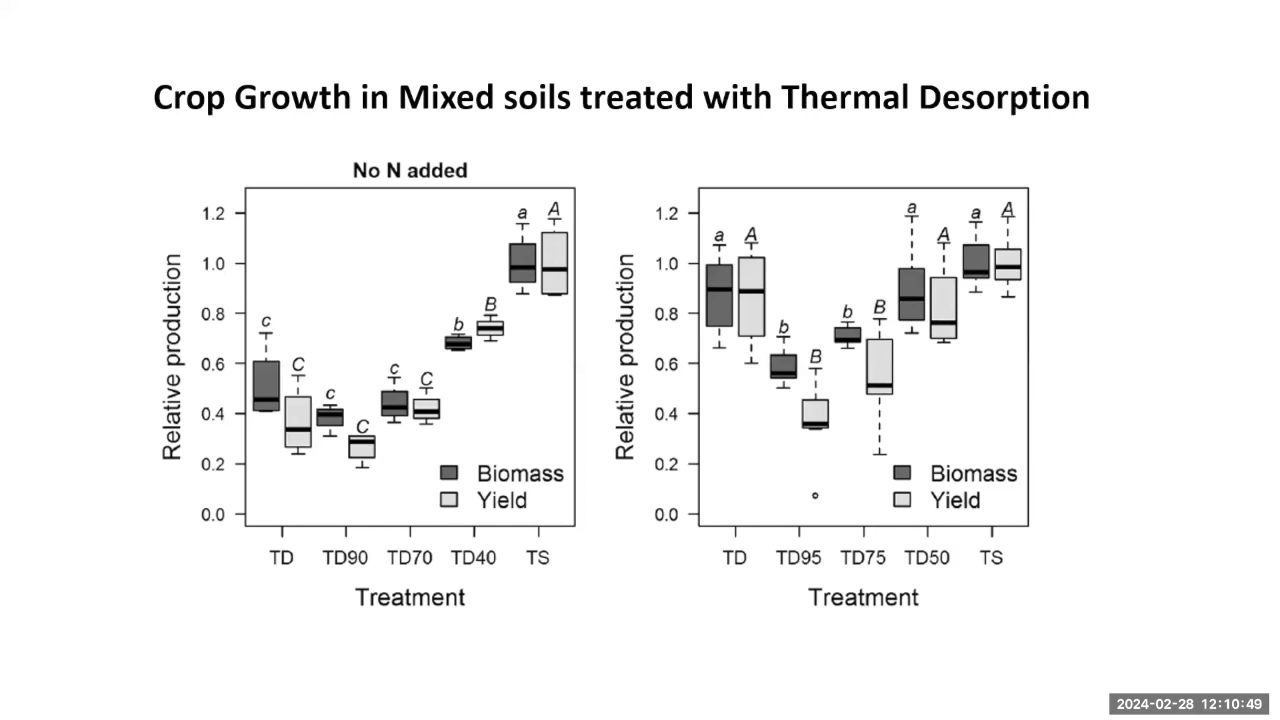 Crop Growth in Mixed soils treated with Thermal Desorption
No N added
Relative production
1.2
1.0
0.8
0.6
0.4
0.2
0.0
c
C
c
C
c
C
b
B
a
A
Biomass
Yield
TD TD90 TD70 TD40 TS
Treatment
Relative production
1.2
1.0
0.8
0.6
0.4
0.2
0.0
a
A
b
B
b
B
a
A
a
A
Biomass
Yield
TD TD95 TD75 TD50 TS
Treatment
2024-02-28 12:10:49